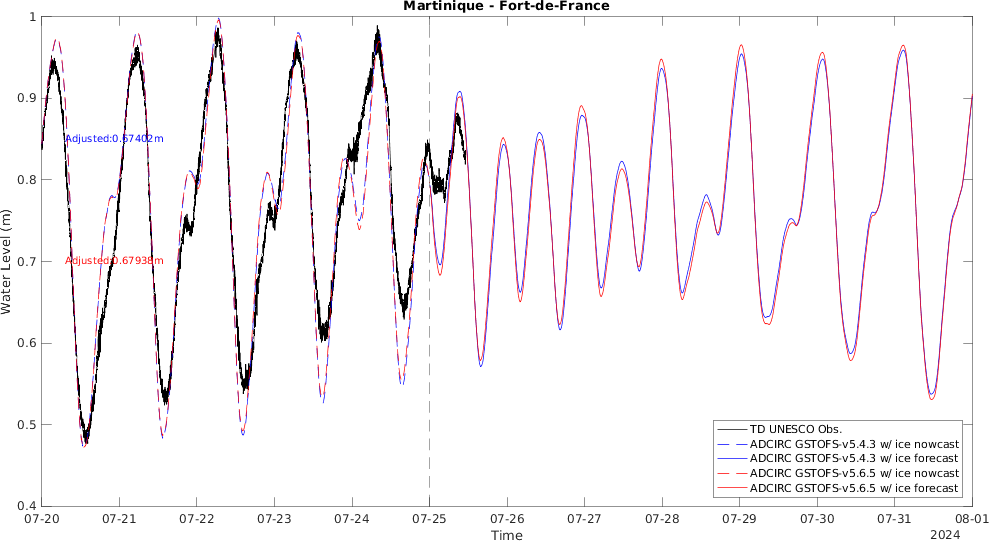 Martinique - Fort-de-France
1
0.9
0.8
0.7
0.6
0.5
0.4
Water Level (m)
Adjusted:0.67402m
Adjusted:0.67938m
TD UNESCO Obs.
ADCIRC GSTOFS-v5.4.3 w/ ice nowcast
ADCIRC GSTOFS-v5.4.3 w/ ice forecast
ADCIRC GSTOFS-v5.6.5 w/ ice nowcast
ADCIRC GSTOFS-v5.6.5 w/ ice forecast
07-20 07-21 07-22 07-23 07-24 07-25 07-26 07-27 07-28 07-29 07-30 07-31 08-01
Time
2024